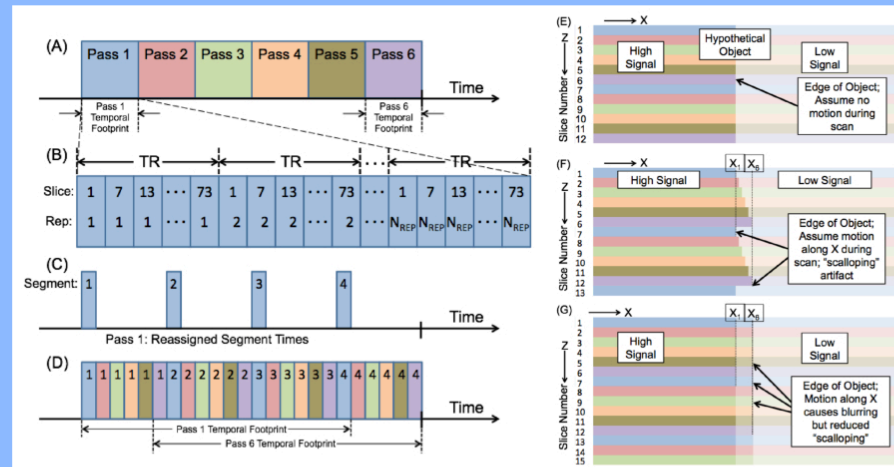 (A)
Pass 1 Pass 2 Pass 3 Pass 4 Pass 5 Pass 6
Time
Pass 1
Temporal
Footprint
Pass 6
Temporal
Footprint
(B)
TR TR ··· TR
Slice: 1 7 13 ··· 73 1 7 13 ··· 73 ··· 1 7 13 ··· 73
Rep: 1 1 1 ··· 1 2 2 2 ··· 2 ··· NREP NREP NREP ··· NREP
(C)
Segment: 1 2 3 4
Pass 1: Reassigned Segment Times
(D)
1 1 1 1 1 1 2 2 2 2 2 2 3 3 3 3 3 3 4 4 4 4 4 4
Time
Pass 1 Temporal Footprint
Pass 6 Temporal Footprint
(E)
X
Z
Slice Number
1
2
3
4
5
6
7
8
9
10
11
12
High
Signal
Hypothetical
Object
Low
Signal
Edge of Object;
Assume no
motion during
scan
(F)
X
X1 X6
Z
Slice Number
1
2
3
4
5
6
7
8
9
10
11
12
13
High Signal
Low Signal
Edge of Object;
Assume motion
along X during
scan; "scalloping"
artifact
(G)
X
X1 X6
Z
Slice Number
1
2
3
4
5
6
7
8
9
10
11
12
13
14
15
High
Signal
Low
Signal
Edge of Object;
Motion along X
causes blurring
but reduced
"scalloping"